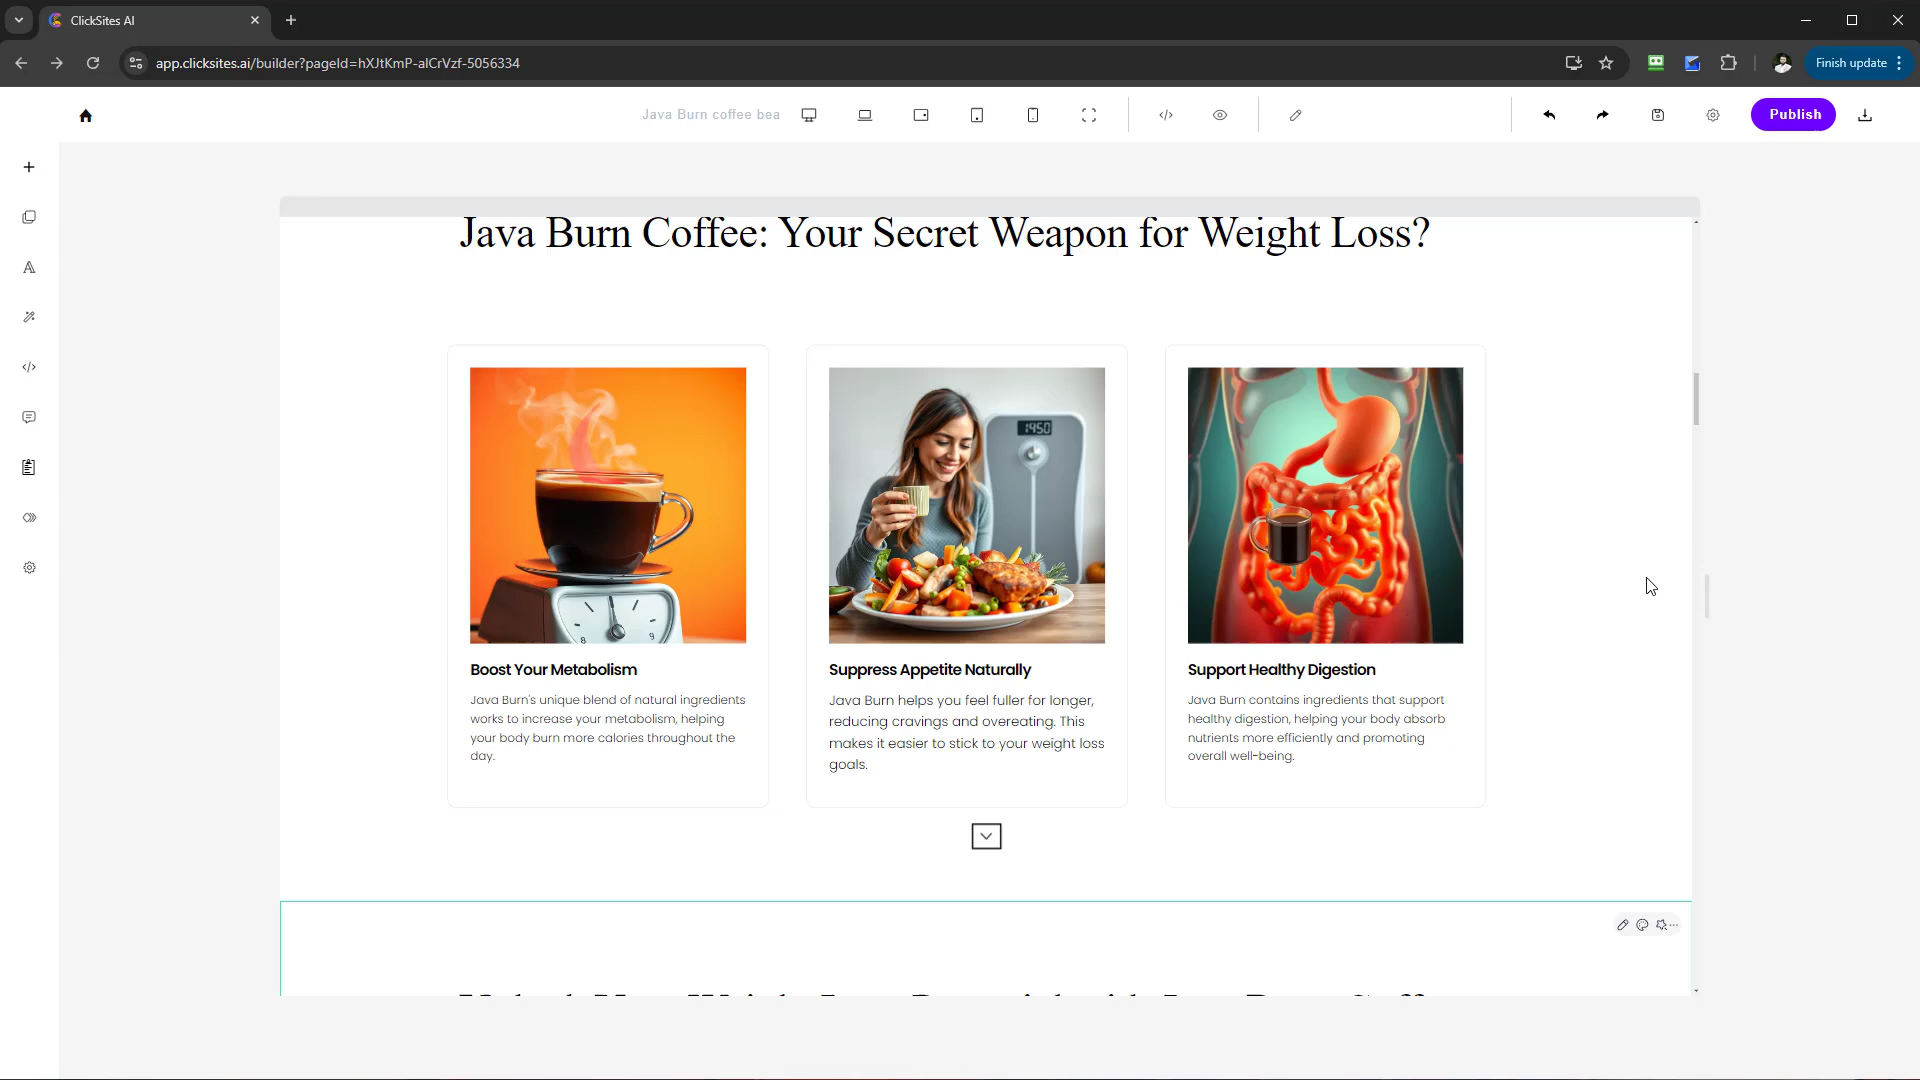 ClickSites AI
app.clicksites.ai/builder?pageId=hXJtKmP-alCrVzf-5056334
Finish update
Java Burn coffee bea
Publish
Java Burn Coffee: Your Secret Weapon for Weight Loss?
1450
8
9
Boost Your Metabolism
Java Burn's unique blend of natural ingredients
works to increase your metabolism, helping
your body burn more calories throughout the
day.
Suppress Appetite Naturally
Java Burn helps you feel fuller for longer,
reducing cravings and overeating. This
makes it easier to stick to your weight loss
goals.
Support Healthy Digestion
Java Burn contains ingredients that support
healthy digestion, helping your body absorb
nutrients more efficiently and promoting
overall well-being.